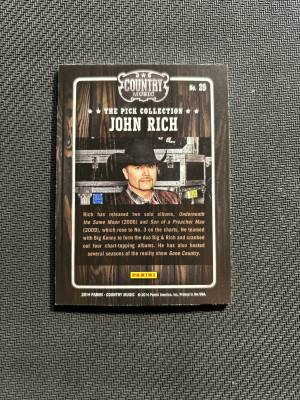 COUNTRY
MUSIC
No. 25
THE PICK COLLECTION
JOHN RICH
Rich has released two solo albums, Underneath
the Same Moon (2006) and Son of a Preacher Man
(2009), which rose to No. 3 on the charts. He teamed
with Big Kenny to form the duo Big & Rich and cranked
out four chart-topping albums. He has also hosted
several seasons of the reality show Gone Country.
PANINI
2014 PANINI - COUNTRY MUSIC © 2014 Panini America, Inc. Printed in the USA.